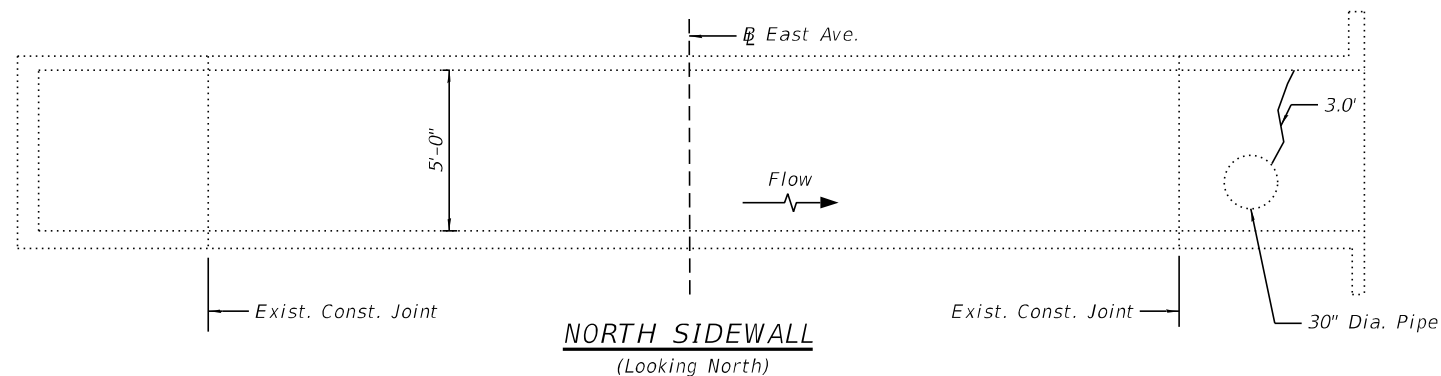 ℄ East Ave.
3.0'
5'-0"
Flow
Exist. Const. Joint
Exist. Const. Joint
30" Dia. Pipe
NORTH SIDEWALL
(Looking North)